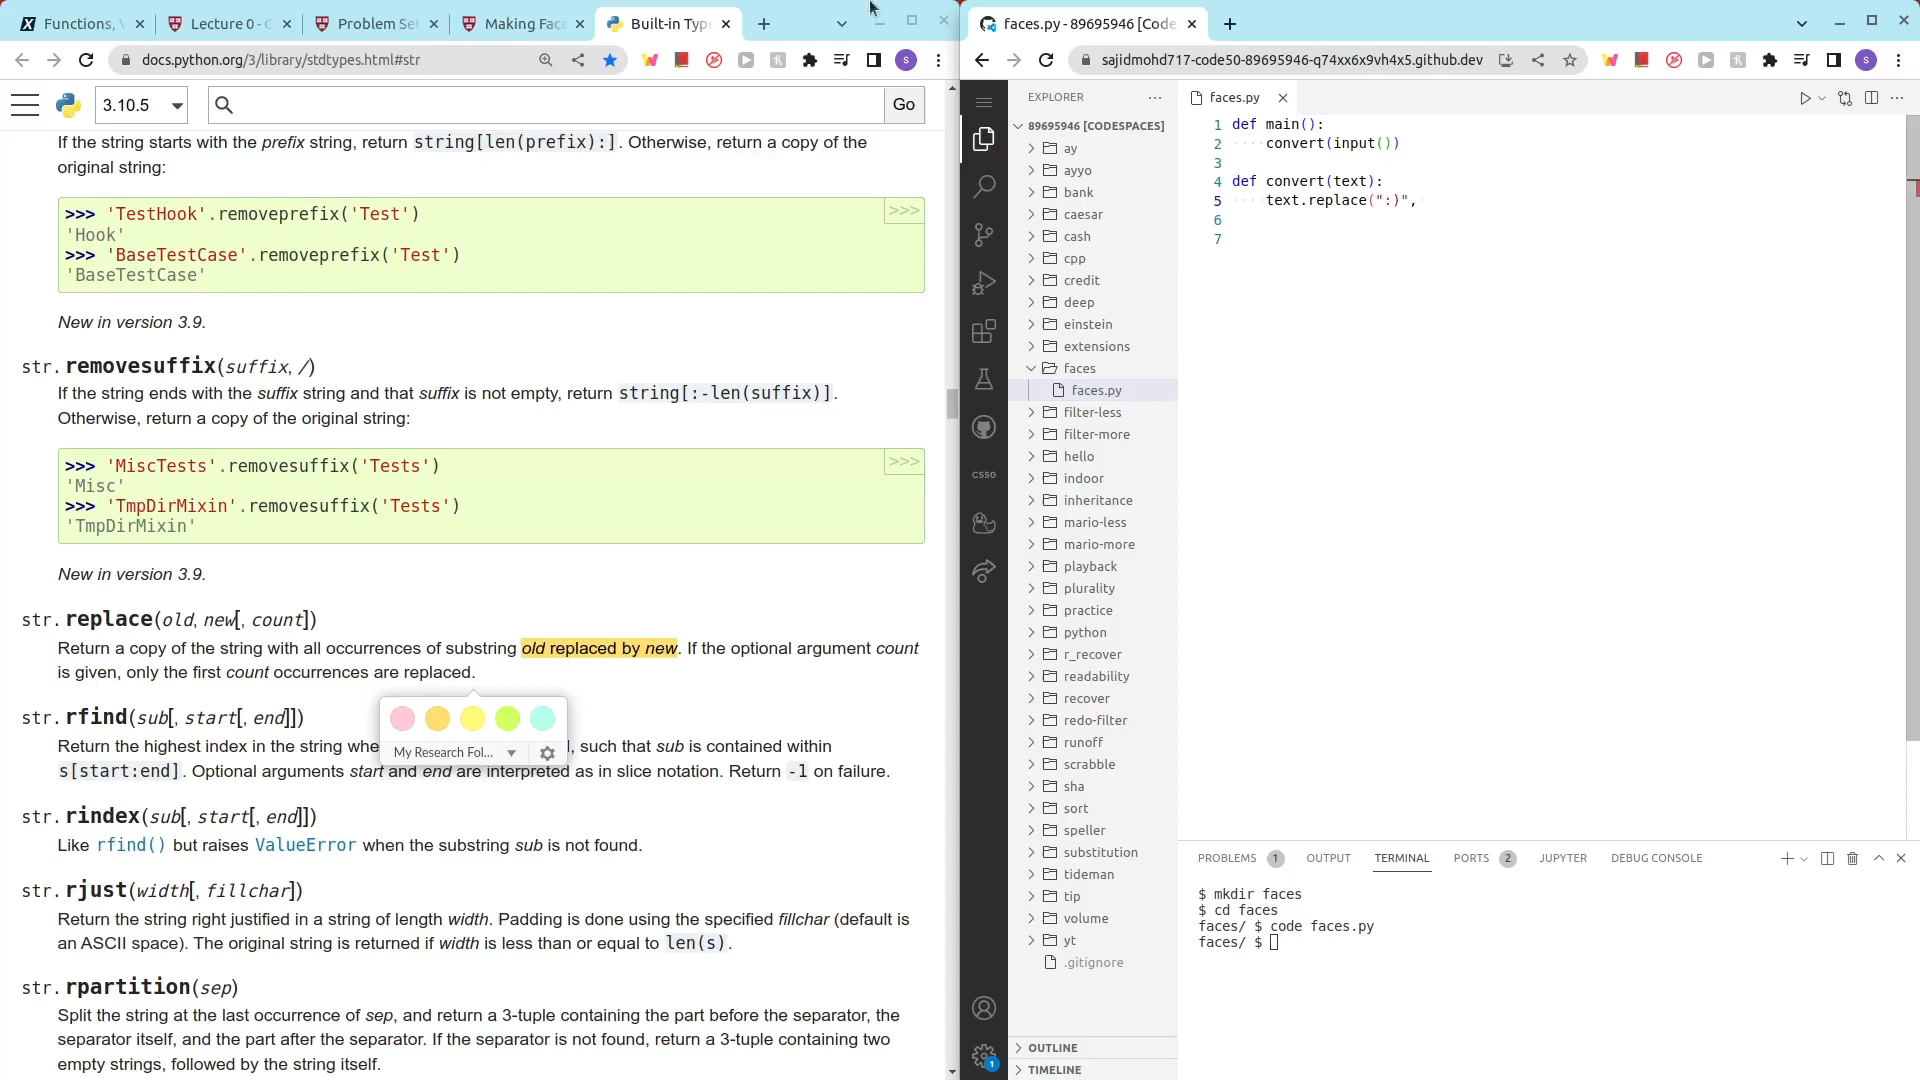 Functions, V
Lecture 0 - C
Problem Set
Making Face
Built-in Type
docs.python.org/3/library/stdtypes.html#str
3.10.5
Go
If the string starts with the prefix string, return string[len(prefix):]. Otherwise, return a copy of the
original string:
>>> 'TestHook'.removeprefix('Test')
>>>
'Hook'
>>> 'BaseTestCase'.removeprefix('Test')
'BaseTestCase'
New in version 3.9.
str.removesuffix(suffix, /)
If the string ends with the suffix string and that suffix is not empty, return string[:-len(suffix)].
Otherwise, return a copy of the original string:
>>> 'MiscTests'.removesuffix('Tests')
>>>
'Misc'
>>> 'TmpDirMixin'.removesuffix('Tests')
'TmpDirMixin'
New in version 3.9.
str.replace(old, new[, count])
Return a copy of the string with all occurrences of substring old replaced by new. If the optional argument count
is given, only the first count occurrences are replaced.
My Research Fol...
str.rfind(sub[, start[, end]])
Return the highest index in the string whe , such that sub is contained within
s[start:end]. Optional arguments start and end are interpreted as in slice notation. Return -1 on failure.
str.rindex(sub[, start[, end]])
Like rfind() but raises ValueError when the substring sub is not found.
str.rjust(width[, fillchar])
Return the string right justified in a string of length width. Padding is done using the specified fillchar (default is
an ASCII space). The original string is returned if width is less than or equal to len(s).
str.rpartition(sep)
Split the string at the last occurrence of sep, and return a 3-tuple containing the part before the separator, the
separator itself, and the part after the separator. If the separator is not found, return a 3-tuple containing two
empty strings, followed by the string itself.
faces.py - 89695946 [Code
sajidmohd717-code50-89695946-q74xx6x9vh4x5.github.dev
S
S
CS50
1
EXPLORER
89695946 [CODESPACES]
ay
ayyo
bank
caesar
cash
cpp
credit
deep
einstein
extensions
faces
faces.py
filter-less
filter-more
hello
indoor
inheritance
mario-less
mario-more
playback
plurality
practice
python
r_recover
readability
recover
redo-filter
runoff
scrabble
sha
sort
speller
substitution
tideman
tip
volume
yt
.gitignore
OUTLINE
TIMELINE
faces.py
1 def main():
2 convert(input())
3
4 def convert(text):
5 text.replace(":)",
6
7
PROBLEMS 1 OUTPUT TERMINAL PORTS 2 JUPYTER DEBUG CONSOLE
$ mkdir faces
$ cd faces
faces/ $ code faces.py
faces/ $